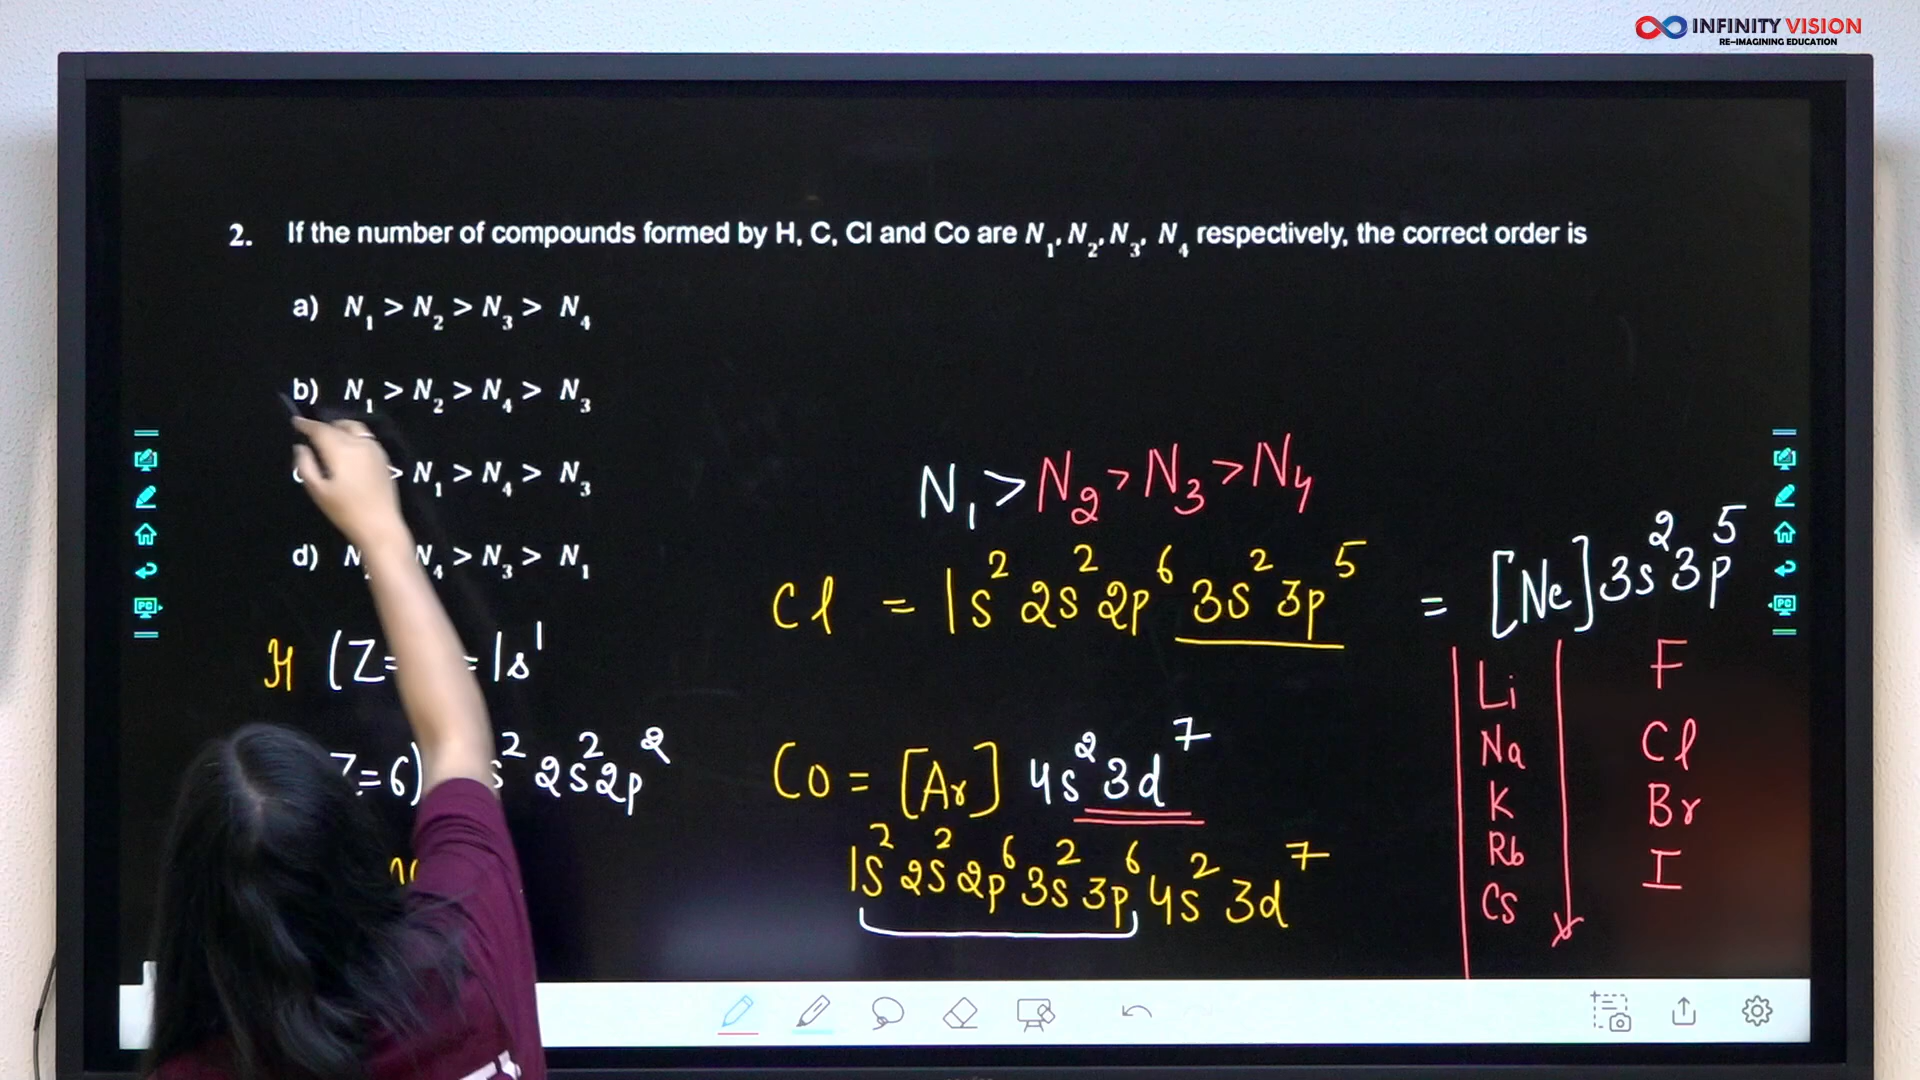 INFINITY VISION
RE-IMAGINING EDUCATION
2. If the number of compounds formed by H, C, Cl and Co are N₁, N₂, N₃, N₄ respectively, the correct order is
a) N₁ > N₂ > N₃ > N₄
b) N₁ > N₂ > N₄ > N₃
> N₁ > N₄ > N₃
d) N₄ > N₃ > N₁
N₁ > N₂ > N₃ > N₄
Cl = 1s² 2s² 2p⁶ 3s² 3p⁵ = [Ne] 3s² 3p⁵
H (Z= = 1s¹
Z=6) s² 2s² 2p²
Co = [Ar] 4s² 3d⁷
1s² 2s² 2p⁶ 3s² 3p⁶ 4s² 3d⁷
Li F
Na Cl
K Br
Rb I
Cs